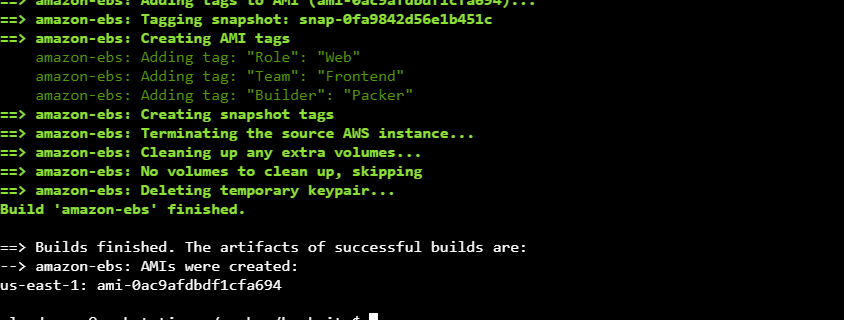 ==> amazon-ebs: Adding tags to AMI (ami-0ac9afdbdf1cfa694)...
==> amazon-ebs: Tagging snapshot: snap-0fa9842d56e1b451c
==> amazon-ebs: Creating AMI tags
    amazon-ebs: Adding tag: "Role": "Web"
    amazon-ebs: Adding tag: "Team": "Frontend"
    amazon-ebs: Adding tag: "Builder": "Packer"
==> amazon-ebs: Creating snapshot tags
==> amazon-ebs: Terminating the source AWS instance...
==> amazon-ebs: Cleaning up any extra volumes...
==> amazon-ebs: No volumes to clean up, skipping
==> amazon-ebs: Deleting temporary keypair...
Build 'amazon-ebs' finished.

==> Builds finished. The artifacts of successful builds are:
--> amazon-ebs: AMIs were created:
us-east-1: ami-0ac9afdbdf1cfa694